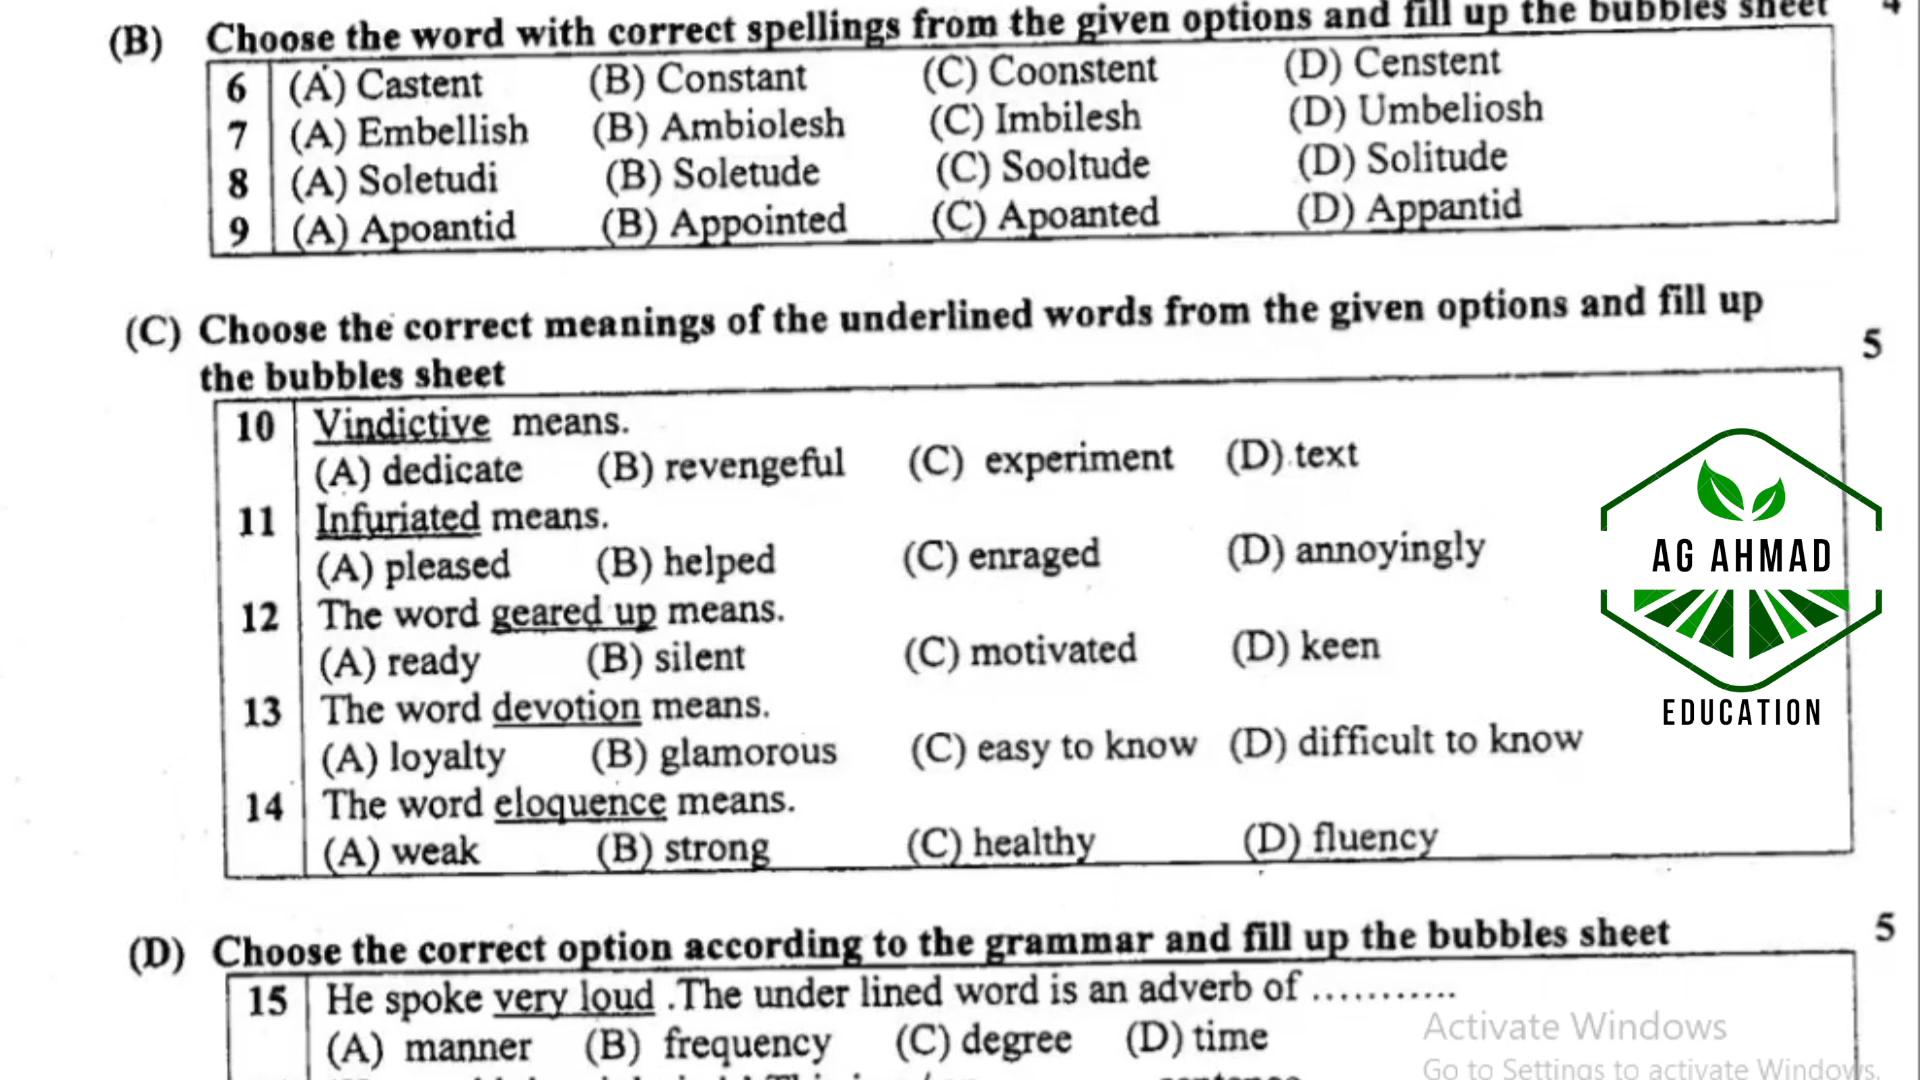 (B) Choose the word with correct spellings from the given options and fill up the bubbles sheet 4
6 (A) Castent (B) Constant (C) Coonstent (D) Censtent
7 (A) Embellish (B) Ambiolesh (C) Imbilesh (D) Umbeliosh
8 (A) Soletudi (B) Soletude (C) Sooltude (D) Solitude
9 (A) Apoantid (B) Appointed (C) Apoanted (D) Appantid
(C) Choose the correct meanings of the underlined words from the given options and fill up
the bubbles sheet 5
10 Vindictive means.
(A) dedicate (B) revengeful (C) experiment (D) text
11 Infuriated means.
(A) pleased (B) helped (C) enraged (D) annoyingly
12 The word geared up means.
(A) ready (B) silent (C) motivated (D) keen
13 The word devotion means.
(A) loyalty (B) glamorous (C) easy to know (D) difficult to know
14 The word eloquence means.
(A) weak (B) strong (C) healthy (D) fluency
AG AHMAD
EDUCATION
(D) Choose the correct option according to the grammar and fill up the bubbles sheet 5
15 He spoke very loud .The under lined word is an adverb of ...........
(A) manner (B) frequency (C) degree (D) time
Activate Windows
Go to Settings to activate Windows.
sentence